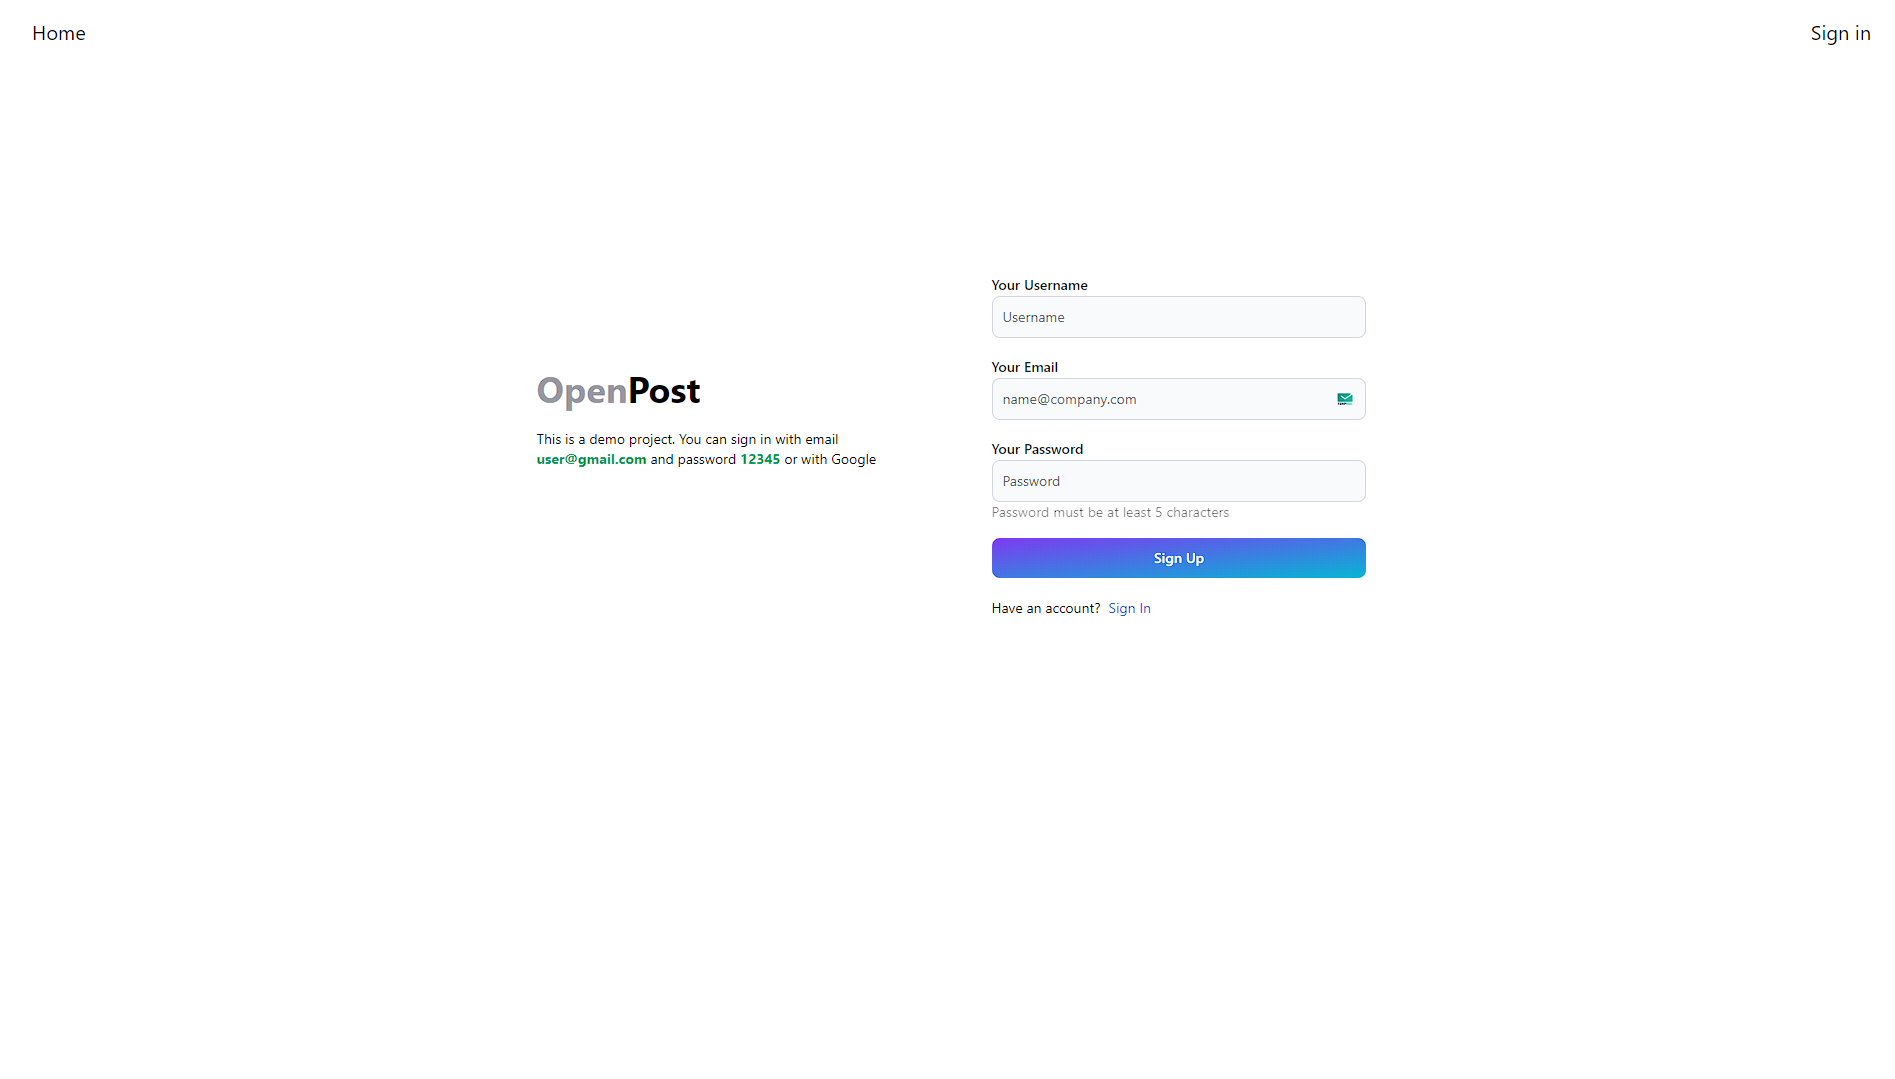 Home
Sign in
OpenPost
This is a demo project. You can sign in with email
user@gmail.com and password 12345 or with Google
Your Username
Username
Your Email
name@company.com
Your Password
Password
Password must be at least 5 characters
Sign Up
Have an account? Sign In